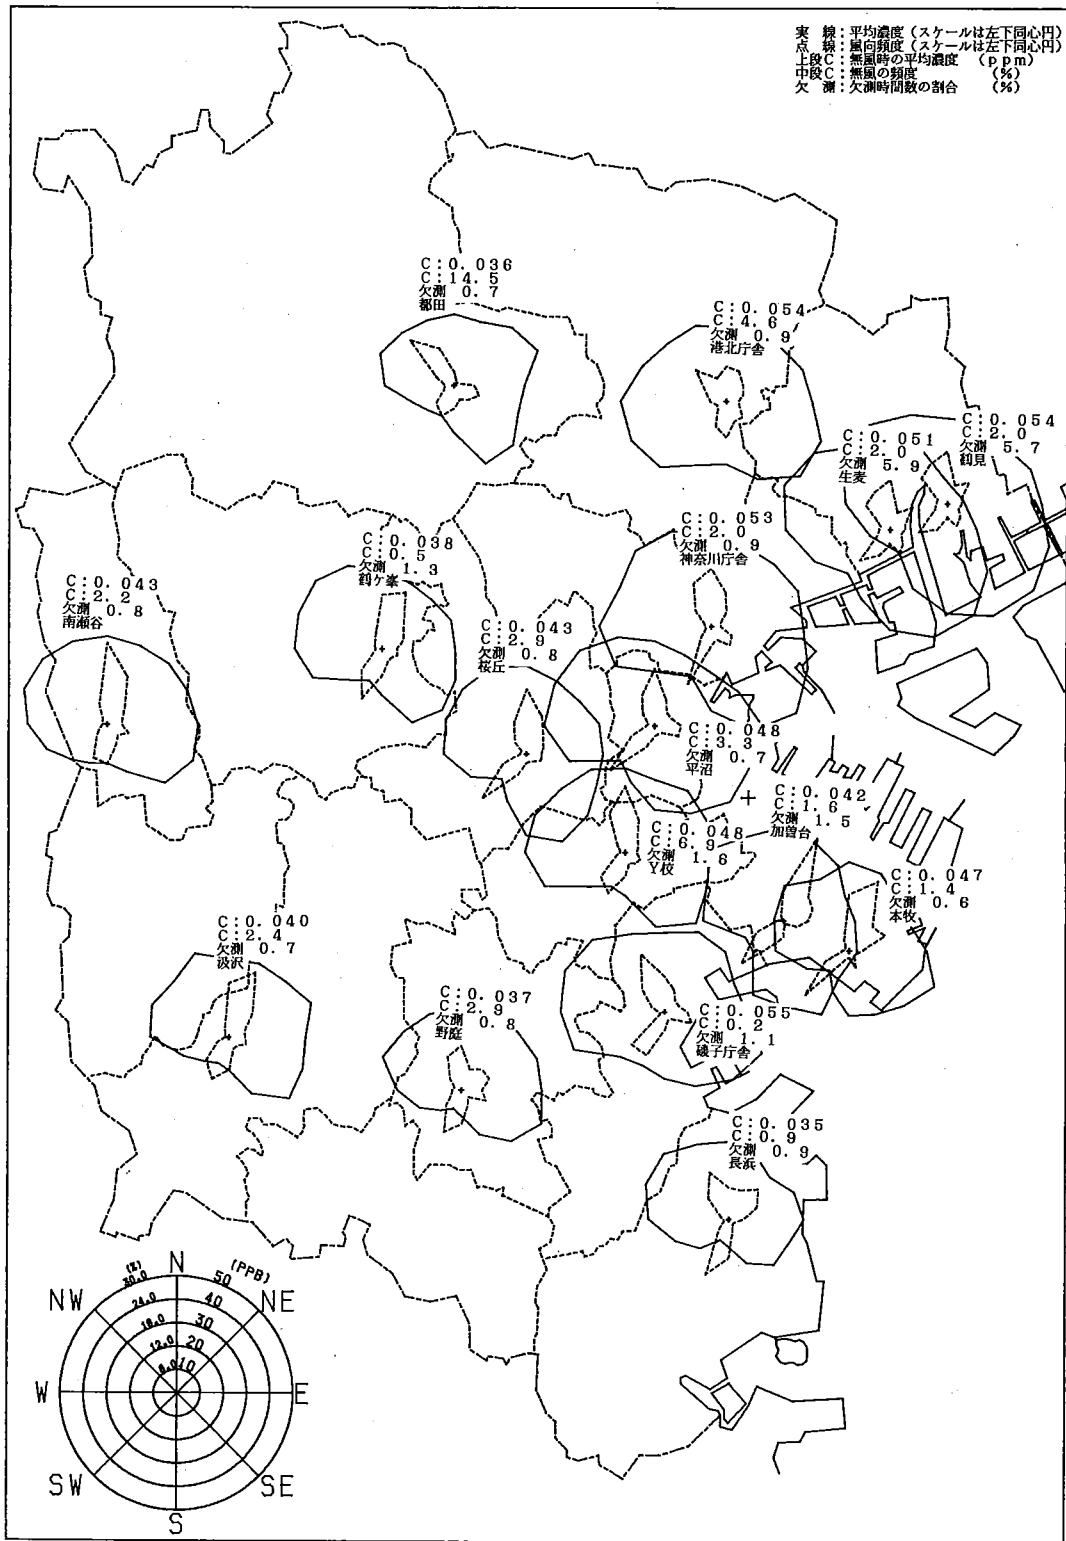 実　線：平均濃度（スケールは左下同心円）
点　線：風向頻度（スケールは左下同心円）
上段Ｃ：無風時の平均濃度　（ｐｐｍ）
中段Ｃ：無風の頻度　（％）
欠　測：欠測時間数の割合　（％）
C：0.036
C：14.5
欠測 0.7
都田
C：0.054
C：4.6
欠測 0.9
港北庁舎
C：0.054
C：2.0
欠測 5.7
鶴見
C：0.051
C：2.0
欠測 5.9
生麦
C：0.053
C：2.0
欠測 0.9
神奈川庁舎
C：0.038
C：0.5
欠測 1.3
鶴ケ峯
C：0.043
C：2.2
欠測 0.8
南瀬谷
C：0.043
C：2.9
欠測 0.8
桜丘
C：0.048
C：3.3
欠測 0.7
平沼
C：0.042
C：1.6
欠測 1.5
加曽台
C：0.048
C：6.9
欠測 1.6
Y校
C：0.047
C：1.4
欠測 0.6
本牧
C：0.040
C：2.4
欠測 0.7
汲沢
C：0.037
C：2.9
欠測 0.8
野庭
C：0.055
C：0.2
欠測 1.1
磯子庁舎
C：0.035
C：0.9
欠測 0.9
長浜
N
NE
E
SE
S
SW
W
NW
(%)
30.0
24.0
18.0
12.0
6.0
(PPB)
50
40
30
20
10